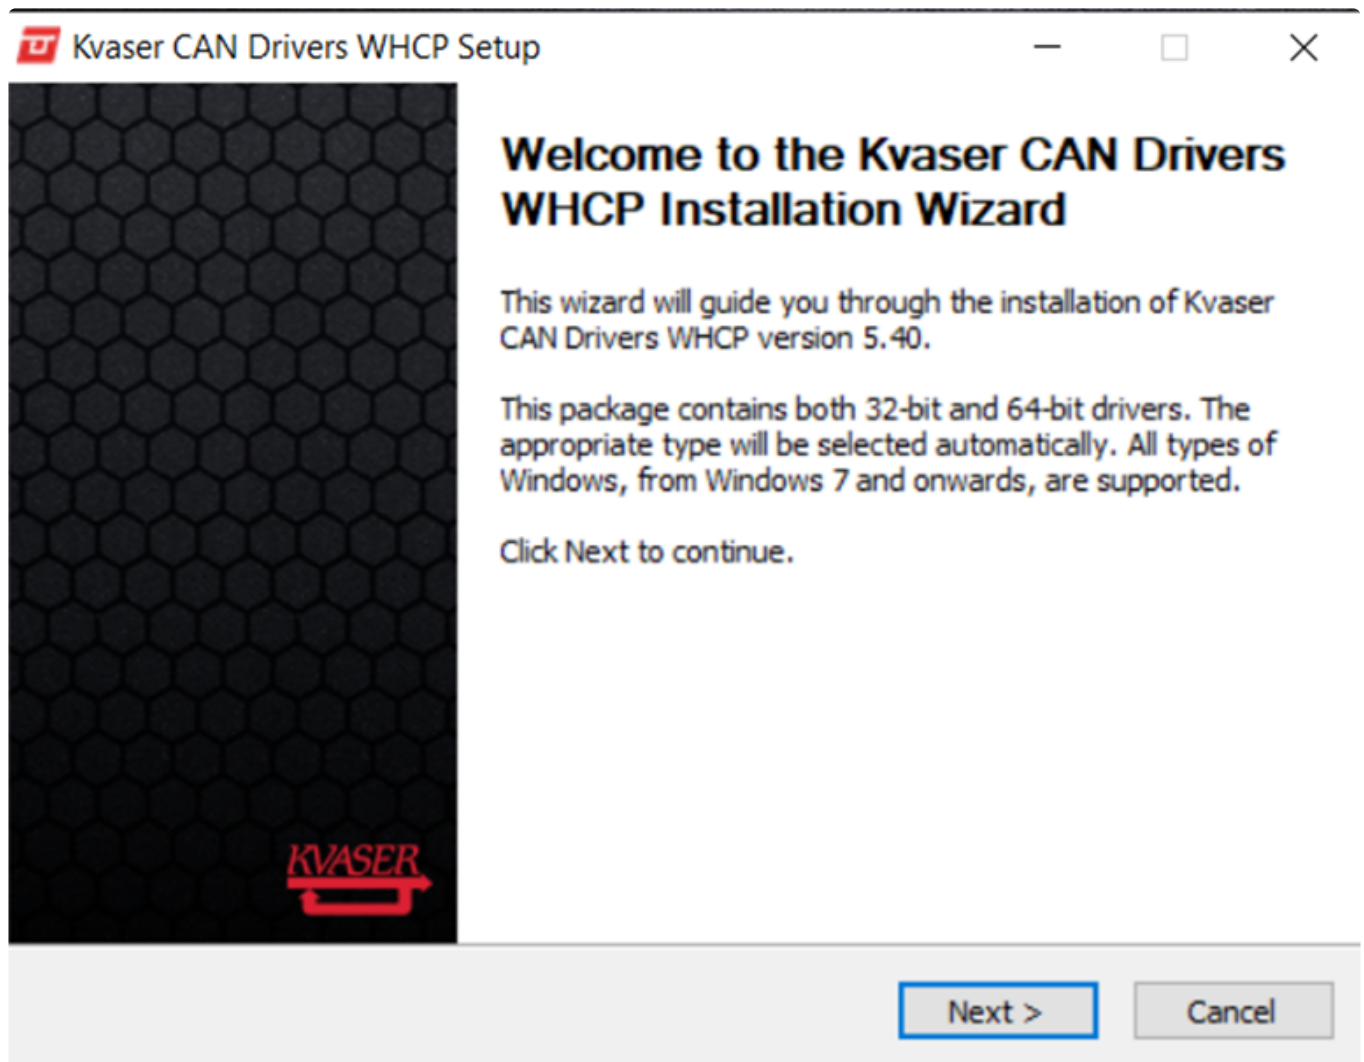 Kvaser CAN Drivers WHCP Setup
Welcome to the Kvaser CAN Drivers
WHCP Installation Wizard
This wizard will guide you through the installation of Kvaser
CAN Drivers WHCP version 5.40.
This package contains both 32-bit and 64-bit drivers. The
appropriate type will be selected automatically. All types of
Windows, from Windows 7 and onwards, are supported.
Click Next to continue.
KVASER
Next >
Cancel